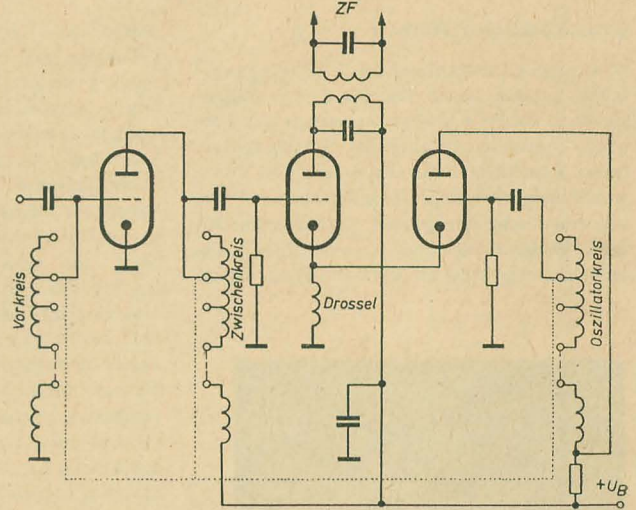 ZF
Vorkreis
Zwischenkreis
Drossel
Oszillatorkreis
+UB